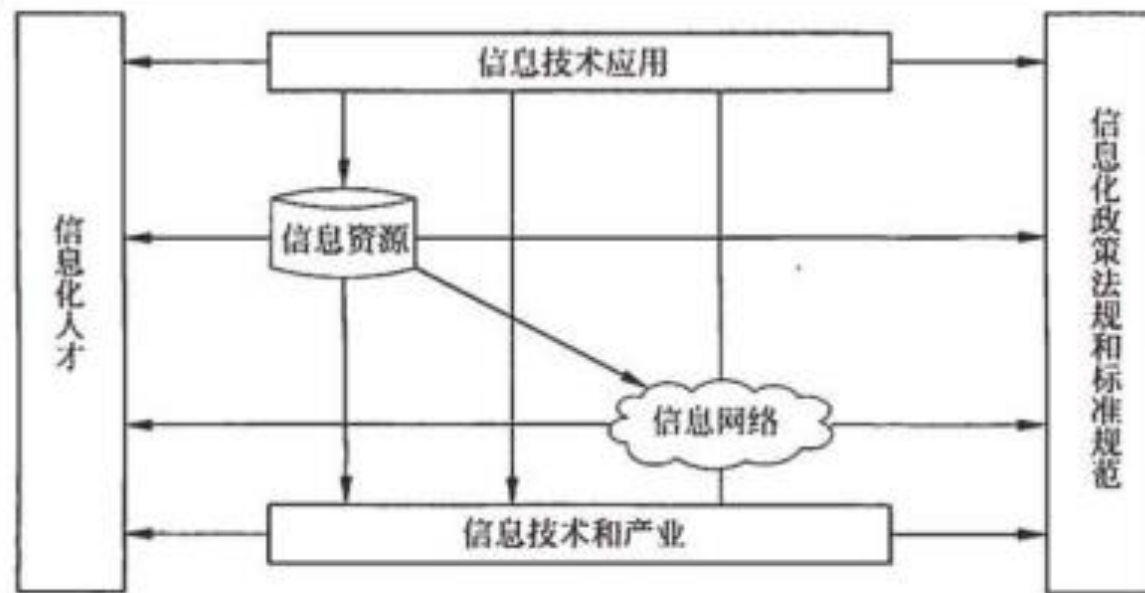 信息技术应用
信息化人才
信息资源
信息化政策法规和标准规范
信息网络
信息技术和产业